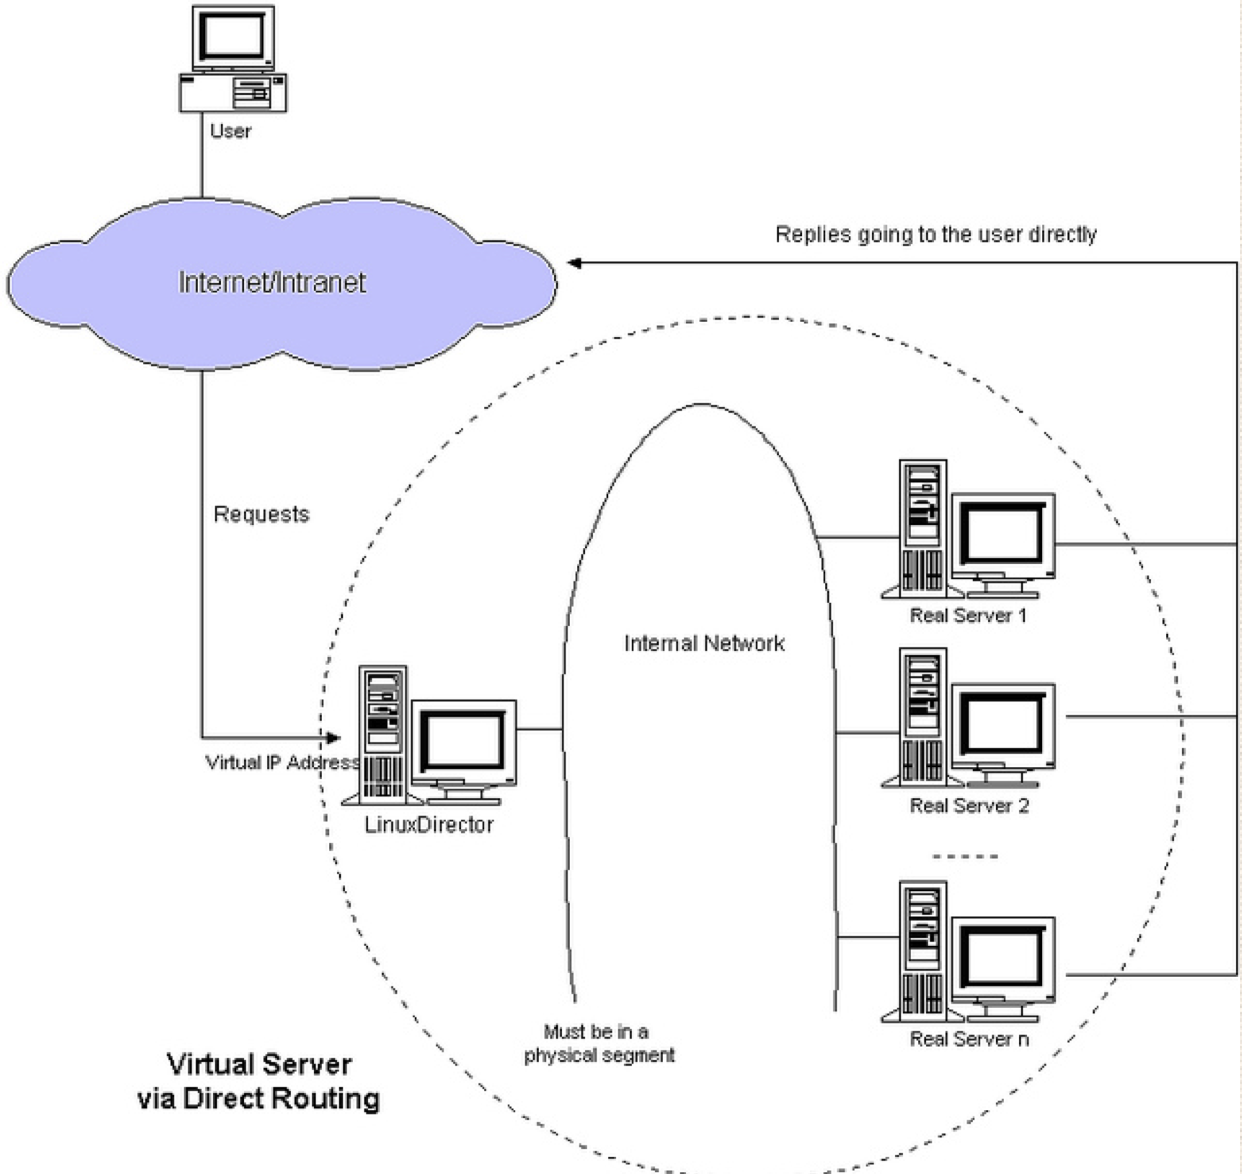 User
Internet/Intranet
Replies going to the user directly
Requests
Real Server 1
Internal Network
Virtual IP Address
LinuxDirector
Real Server 2
Real Server n
Must be in a
physical segment
Virtual Server
via Direct Routing